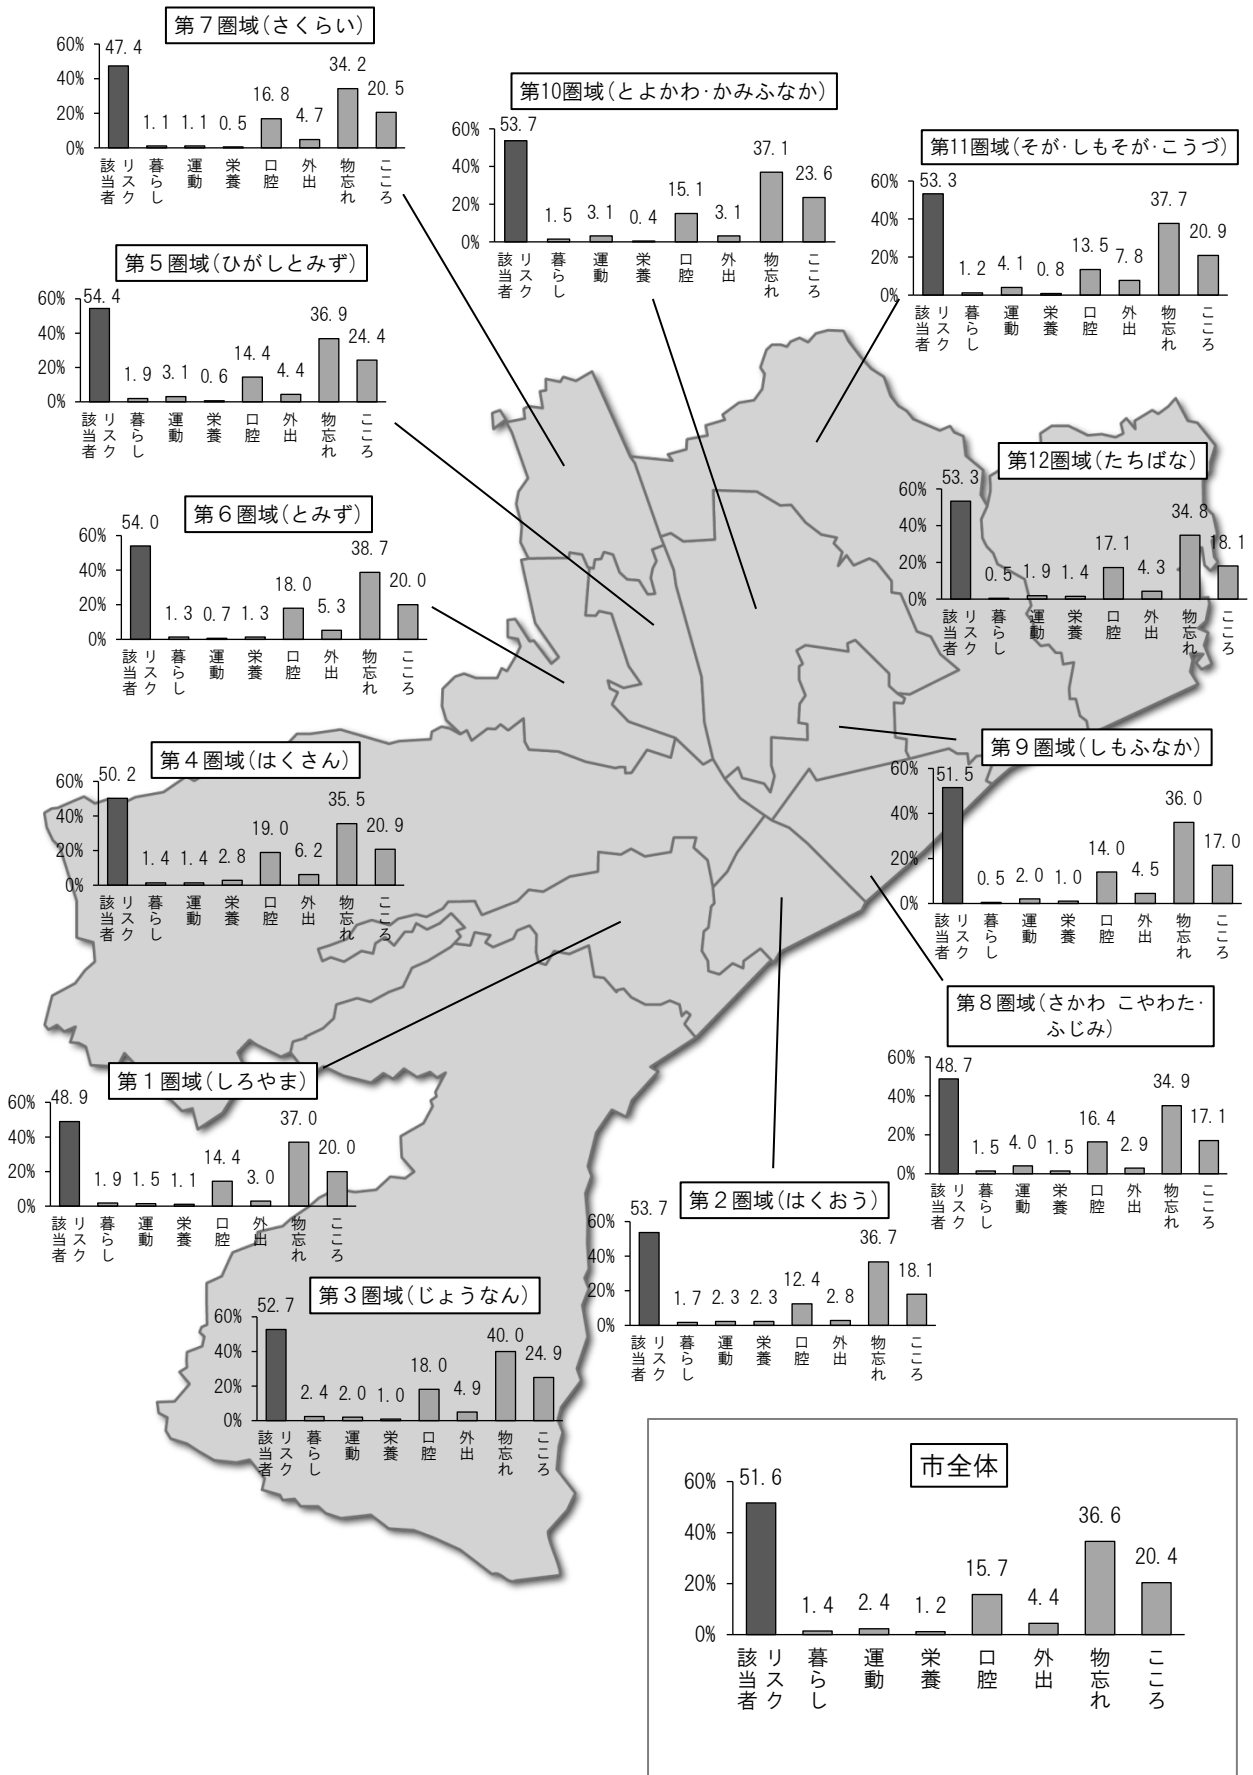 第７圏域(さくらい)
60%
40%
20%
0%
47.4
1.1
1.1
0.5
16.8
4.7
34.2
20.5
リスク該当者
暮らし
運動
栄養
口腔
外出
物忘れ
こころ
第10圏域(とよかわ・かみふなか)
60%
40%
20%
0%
53.7
1.5
3.1
0.4
15.1
3.1
37.1
23.6
リスク該当者
暮らし
運動
栄養
口腔
外出
物忘れ
こころ
第11圏域(そが・しもそが・こうづ)
60%
40%
20%
0%
53.3
1.2
4.1
0.8
13.5
7.8
37.7
20.9
リスク該当者
暮らし
運動
栄養
口腔
外出
物忘れ
こころ
第５圏域(ひがしとみず)
60%
40%
20%
0%
54.4
1.9
3.1
0.6
14.4
4.4
36.9
24.4
リスク該当者
暮らし
運動
栄養
口腔
外出
物忘れ
こころ
第12圏域(たちばな)
60%
40%
20%
0%
53.3
0.5
1.9
1.4
17.1
4.3
34.8
18.1
リスク該当者
暮らし
運動
栄養
口腔
外出
物忘れ
こころ
第６圏域(とみず)
60%
40%
20%
0%
54.0
1.3
0.7
1.3
18.0
5.3
38.7
20.0
リスク該当者
暮らし
運動
栄養
口腔
外出
物忘れ
こころ
第４圏域(はくさん)
60%
40%
20%
0%
50.2
1.4
1.4
2.8
19.0
6.2
35.5
20.9
リスク該当者
暮らし
運動
栄養
口腔
外出
物忘れ
こころ
第９圏域(しもふなか)
60%
40%
20%
0%
51.5
0.5
2.0
1.0
14.0
4.5
36.0
17.0
リスク該当者
暮らし
運動
栄養
口腔
外出
物忘れ
こころ
第８圏域(さかわ こやわた・
ふじみ)
60%
40%
20%
0%
48.7
1.5
4.0
1.5
16.4
2.9
34.9
17.1
リスク該当者
暮らし
運動
栄養
口腔
外出
物忘れ
こころ
第１圏域(しろやま)
60%
40%
20%
0%
48.9
1.9
1.5
1.1
14.4
3.0
37.0
20.0
リスク該当者
暮らし
運動
栄養
口腔
外出
物忘れ
こころ
第２圏域(はくおう)
60%
40%
20%
0%
53.7
1.7
2.3
2.3
12.4
2.8
36.7
18.1
リスク該当者
暮らし
運動
栄養
口腔
外出
物忘れ
こころ
第３圏域(じょうなん)
60%
40%
20%
0%
52.7
2.4
2.0
1.0
18.0
4.9
40.0
24.9
リスク該当者
暮らし
運動
栄養
口腔
外出
物忘れ
こころ
市全体
60%
40%
20%
0%
51.6
1.4
2.4
1.2
15.7
4.4
36.6
20.4
リスク該当者
暮らし
運動
栄養
口腔
外出
物忘れ
こころ